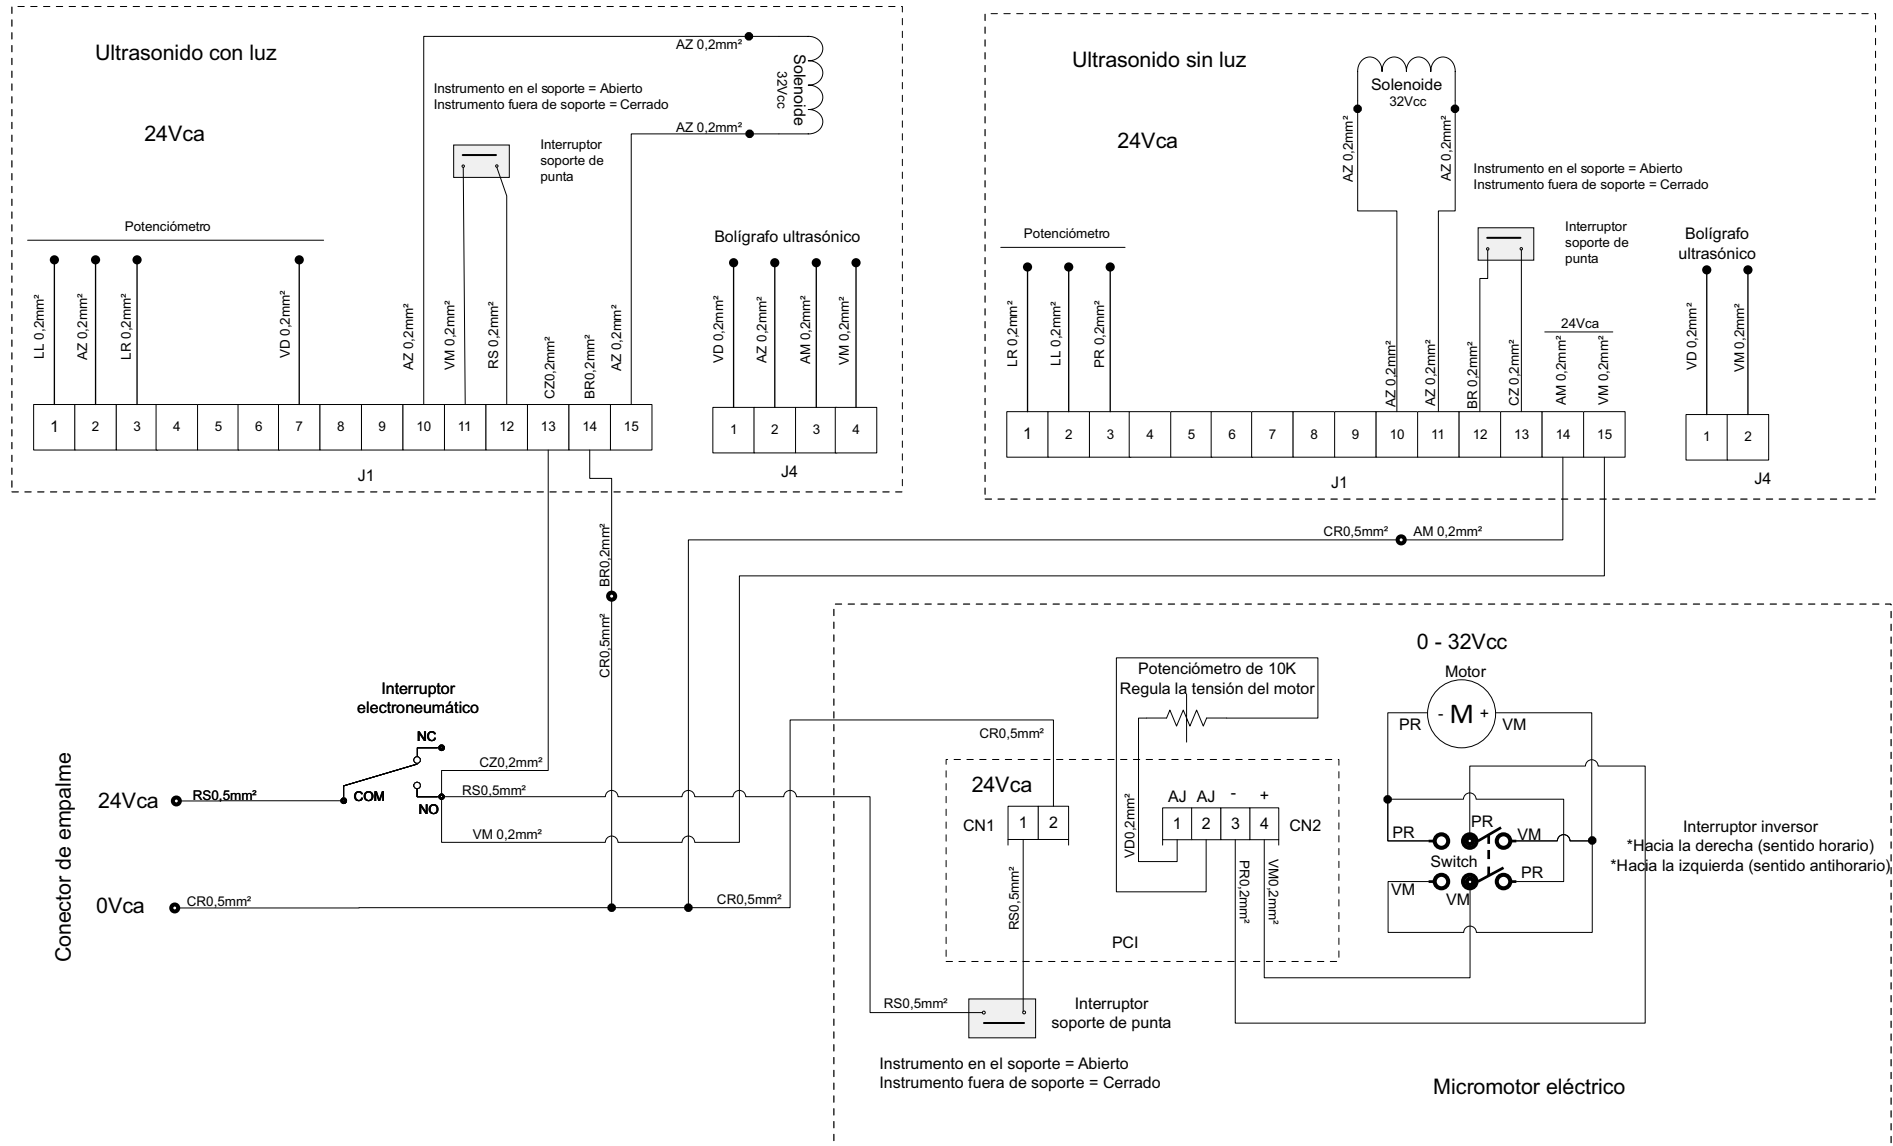 Ultrasonido con luz
24Vca
AZ 0,2mm²
Solenoide
32Vcc
Instrumento en el soporte = Abierto
Instrumento fuera de soporte = Cerrado
AZ 0,2mm²
Interruptor
soporte de
punta
Potenciómetro
LL 0,2mm²
AZ 0,2mm²
LR 0,2mm²
VD 0,2mm²
AZ 0,2mm²
VM 0,2mm²
RS 0,2mm²
CZ0,2mm²
BR0,2mm²
AZ 0,2mm²
Bolígrafo ultrasónico
VD 0,2mm²
AZ 0,2mm²
AM 0,2mm²
VM 0,2mm²
1 2 3 4 5 6 7 8 9 10 11 12 13 14 15
J1
1 2 3 4
J4
Ultrasonido sin luz
24Vca
Solenoide
32Vcc
AZ 0,2mm²
AZ 0,2mm²
Instrumento en el soporte = Abierto
Instrumento fuera de soporte = Cerrado
Interruptor
soporte de
punta
Potenciómetro
LR 0,2mm²
LL 0,2mm²
PR 0,2mm²
AZ 0,2mm²
AZ 0,2mm²
BR 0,2mm²
CZ 0,2mm²
24Vca
AM 0,2mm²
VM 0,2mm²
Bolígrafo
ultrasónico
VD 0,2mm²
VM 0,2mm²
1 2 3 4 5 6 7 8 9 10 11 12 13 14 15
J1
1 2
J4
CR0,5mm² AM 0,2mm²
BR0,2mm²
CR0,5mm²
Interruptor
electroneumático
NC
COM
NO
CZ0,2mm²
RS0,5mm²
VM 0,2mm²
Conector de empalme
24Vca
RS0,5mm²
0Vca
CR0,5mm²
CR0,5mm²
CR0,5mm²
0 - 32Vcc
Motor
- M +
PR
VM
Potenciómetro de 10K
Regula la tensión del motor
24Vca
CN1
1 2
AJ AJ - +
1 2 3 4
CN2
VD0,2mm²
PR0,2mm²
VM0,2mm²
RS0,5mm²
PCI
PR
PR
VM
Switch
VM
VM
PR
Interruptor inversor
*Hacia la derecha (sentido horario)
*Hacia la izquierda (sentido antihorario)
RS0,5mm²
Interruptor
soporte de punta
Instrumento en el soporte = Abierto
Instrumento fuera de soporte = Cerrado
Micromotor eléctrico